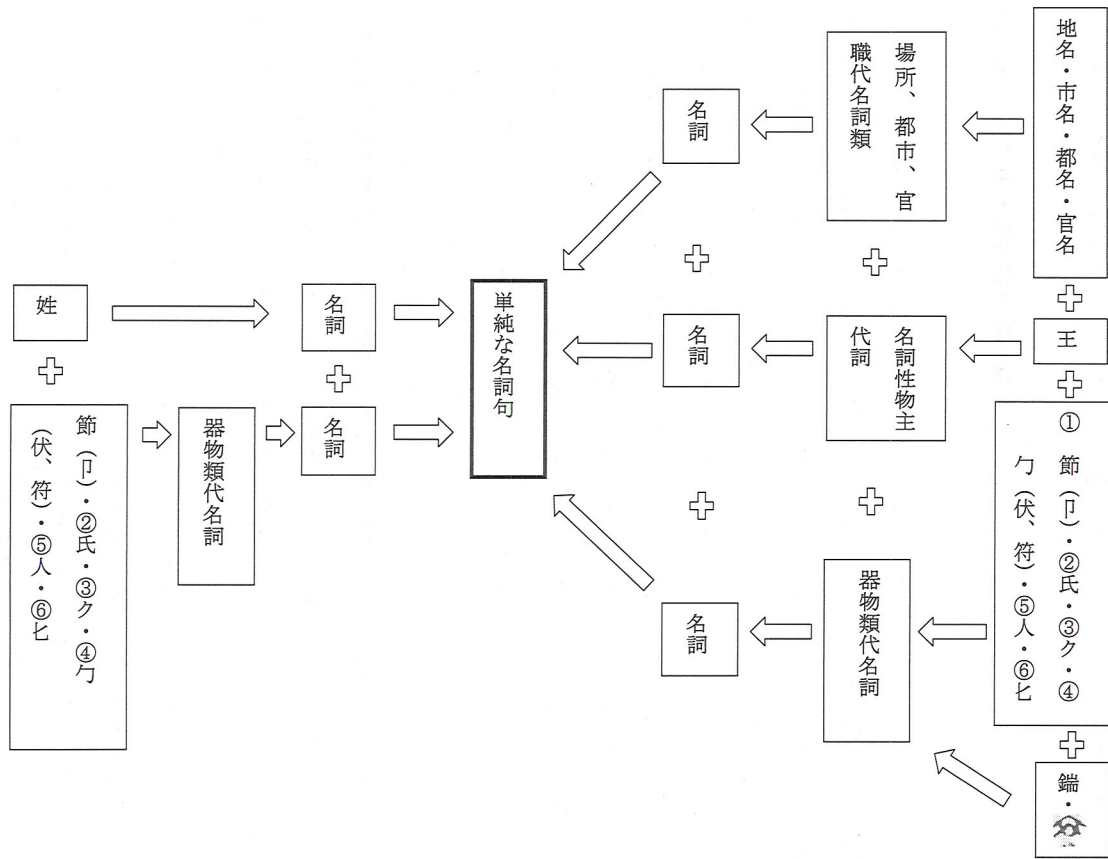 地名・市名・都名・官名
王
① 節(卩)・②氏・③ク・④
勹(伏、符)・⑤人・⑥匕
鍴・
場所、都市、官
職代名詞類
名詞性物主
代詞
器物類代名詞
名詞
名詞
名詞
単純な名詞句
名詞
名詞
器物類代名詞
姓
節(卩)・②氏・③ク・④勹
(伏、符)・⑤人・⑥匕